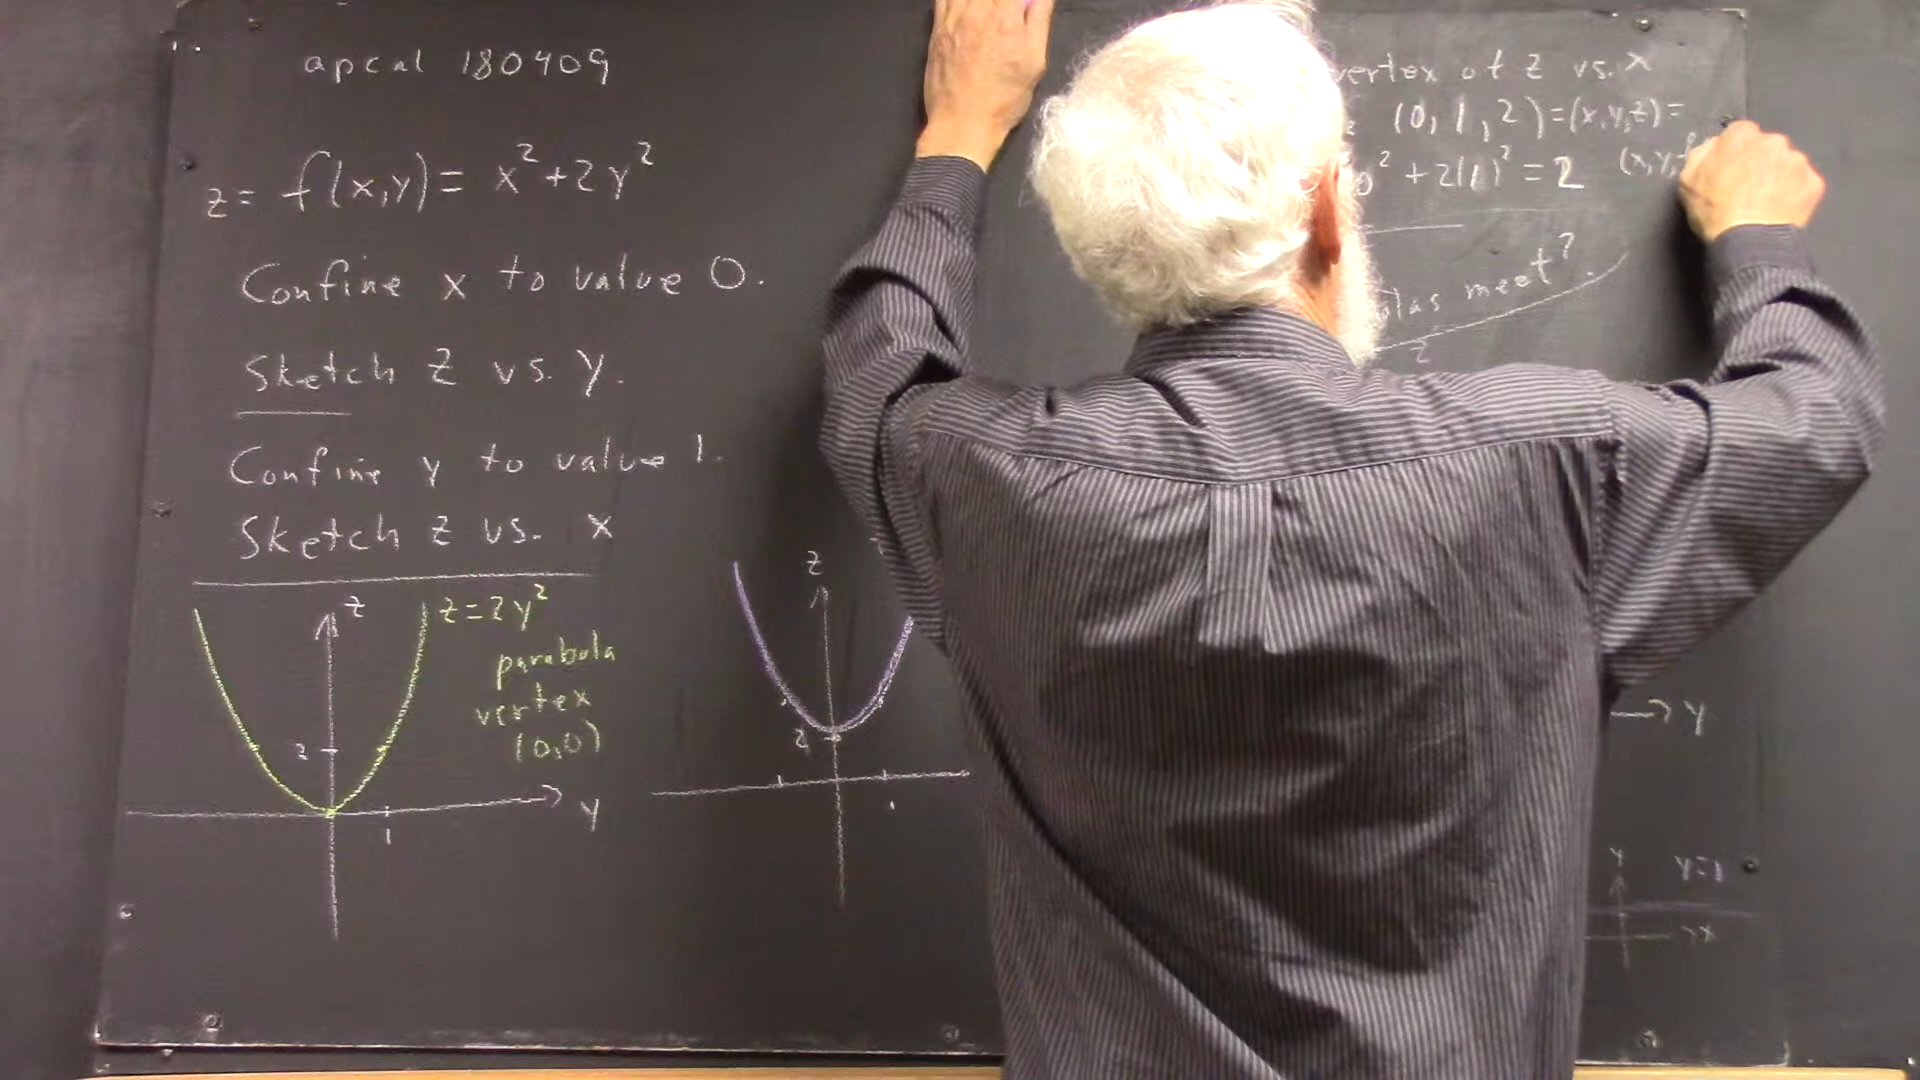 apcal 180409
z = f(x,y) = x² + 2y²
Confine x to value 0.
Sketch z vs. y.
Confine y to value 1.
Sketch z vs. x
z
z = 2y²
parabola
vertex
(0,0)
2
1
y
z
2
vertex of z vs. x
(0, 1, 2) = (x,y,z) =
+ 2(1)² = 2 (x,y,
meet?
2
y
y
y=1
x